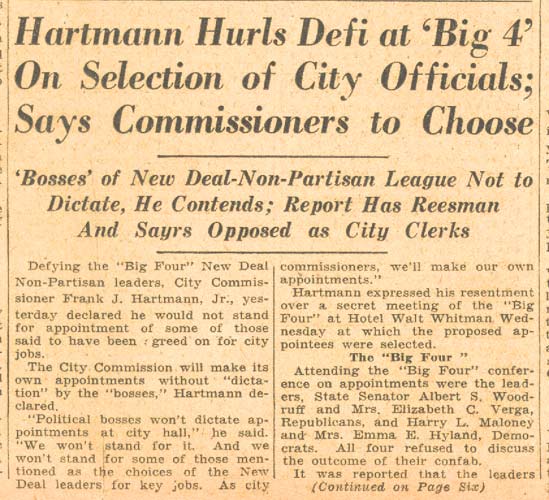 Hartmann Hurls Defi at 'Big 4'
On Selection of City Officials;
Says Commissioners to Choose
'Bosses' of New Deal-Non-Partisan League Not to
Dictate, He Contends; Report Has Reesman
And Sayrs Opposed as City Clerks
Defying the "Big Four" New Deal
Non-Partisan leaders, City Commis-
sioner Frank J. Hartmann, Jr., yes-
terday declared he would not stand
for appointment of some of those
said to have been greed on for city
jobs.
The City Commission will make its
own appointments without "dicta-
tion" by the "bosses," Hartmann de-
clared.
"Political bosses won't dictate ap-
pointments at city hall," he said.
"We won't stand for it. And we
won't stand for some of those men-
tioned as the choices of the New
Deal leaders for key jobs. As city
commissioners, we'll make our own
appointments."
Hartmann expressed his resentment
over a secret meeting of the "Big
Four" at Hotel Walt Whitman Wed-
nesday at which the proposed ap-
pointees were selected.
The "Big Four "
Attending the "Big Four" confer-
ence on appointments were the lead-
ers, State Senator Albert S. Wood-
ruff and Mrs. Elizabeth C. Verga,
Republicans, and Harry L. Maloney
and Mrs. Emma E. Hyland, Demo-
crats. All four refused to discuss
the outcome of their confab.
It was reported that the leaders
(Continued on Page Six)